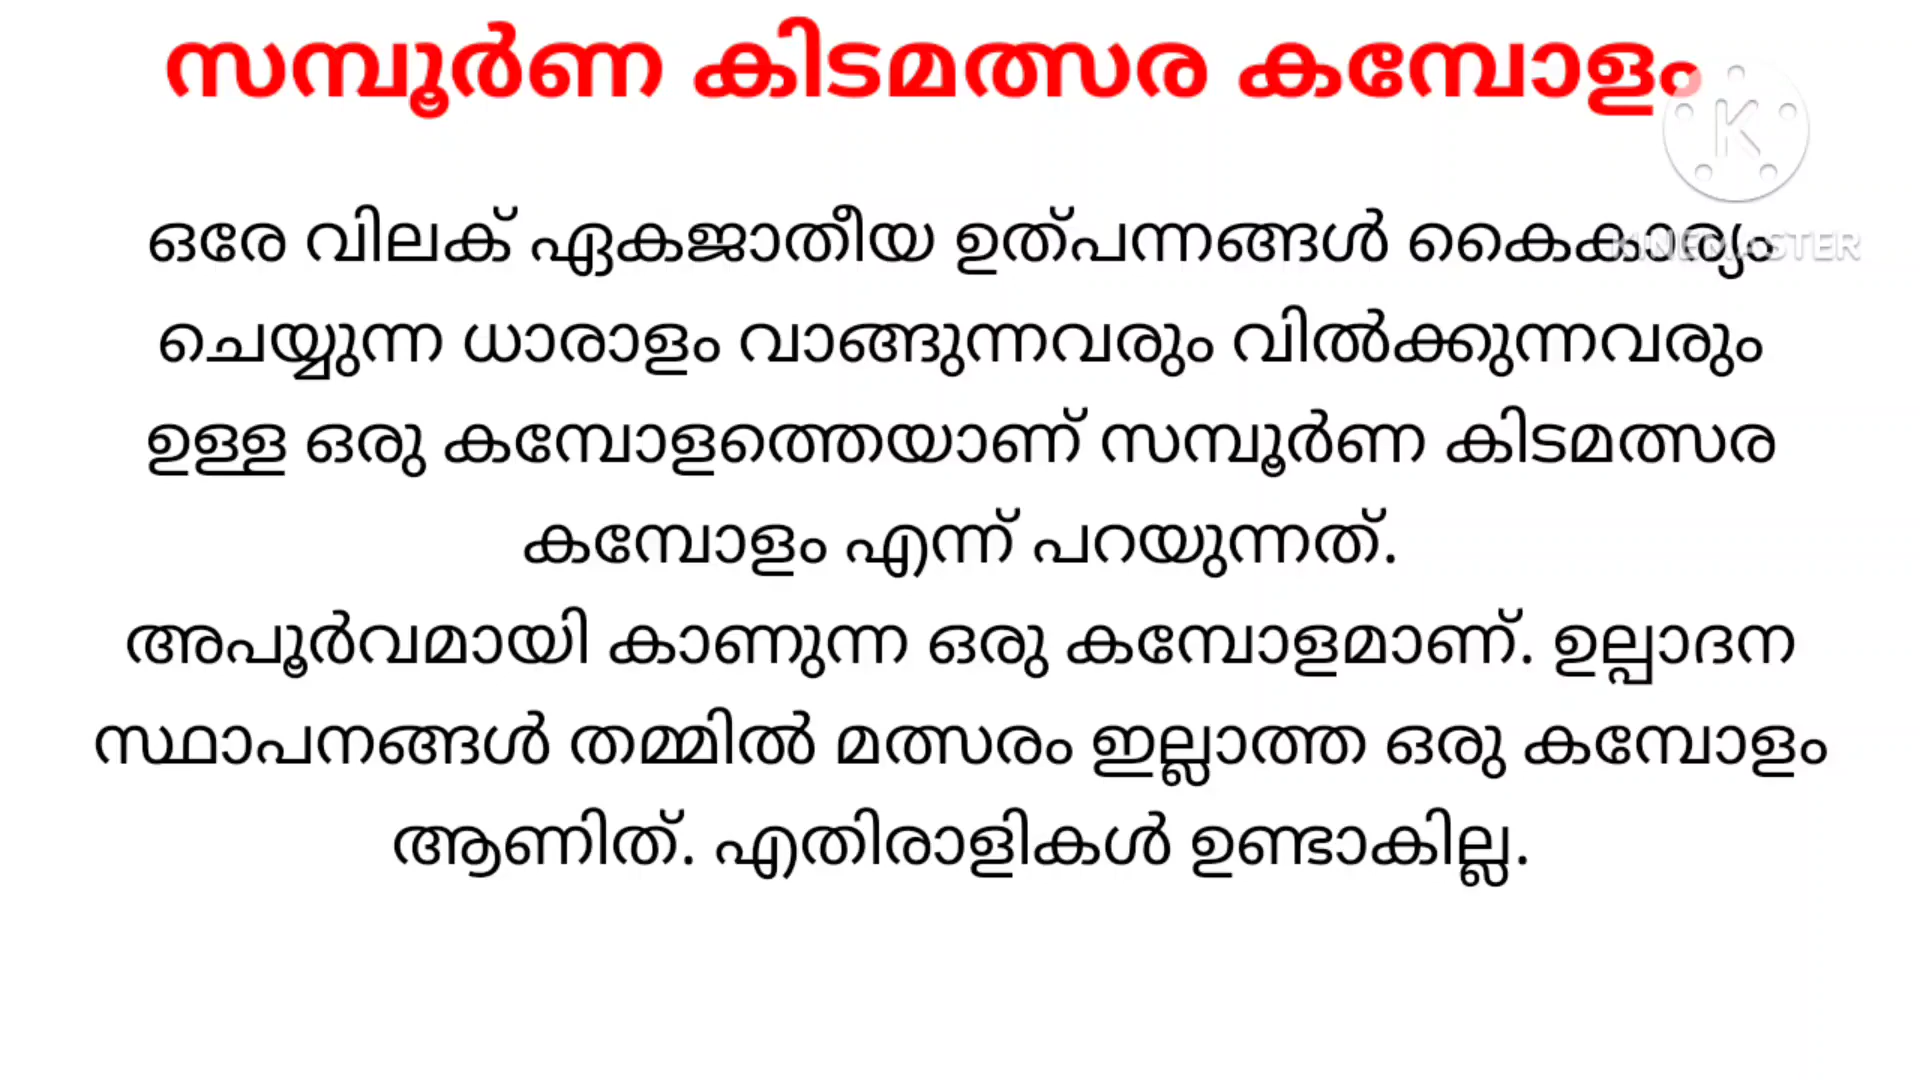 സമ്പൂർണ കിടമത്സര കമ്പോളം
ഒരേ വിലക് ഏകജാതീയ ഉത്പന്നങ്ങൾ കൈകാര്യം
ചെയ്യുന്ന ധാരാളം വാങ്ങുന്നവരും വിൽക്കുന്നവരും
ഉള്ള ഒരു കമ്പോളത്തെയാണ് സമ്പൂർണ കിടമത്സര
കമ്പോളം എന്ന് പറയുന്നത്.
അപൂർവമായി കാണുന്ന ഒരു കമ്പോളമാണ്. ഉല്പാദന
സ്ഥാപനങ്ങൾ തമ്മിൽ മത്സരം ഇല്ലാത്ത ഒരു കമ്പോളം
ആണിത്. എതിരാളികൾ ഉണ്ടാകില്ല.
K
KINEMASTER